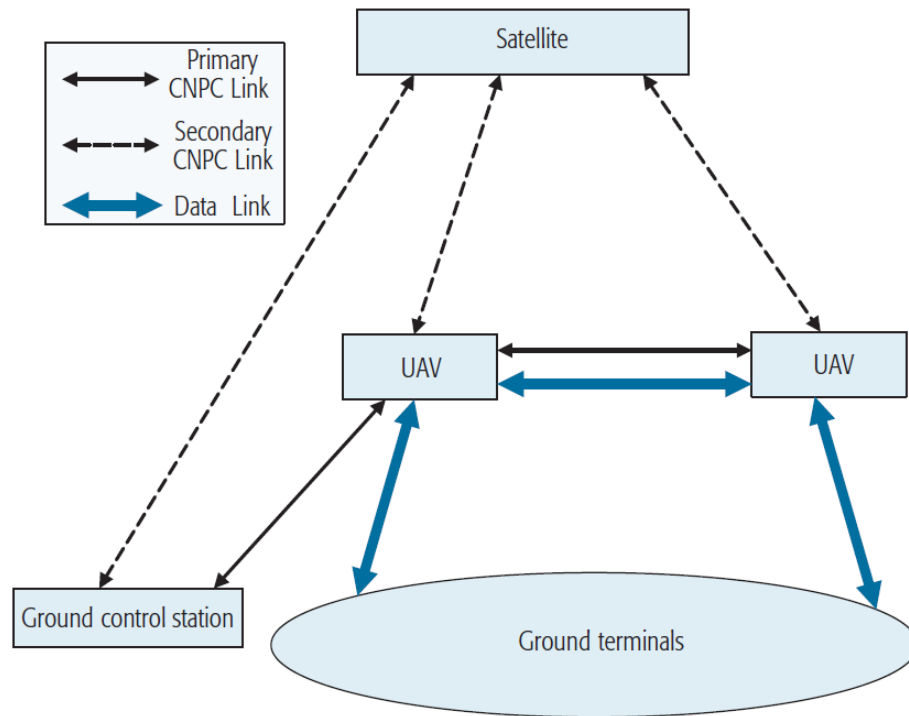 Satellite
Primary
CNPC Link
Secondary
CNPC Link
Data Link
UAV
UAV
Ground control station
Ground terminals